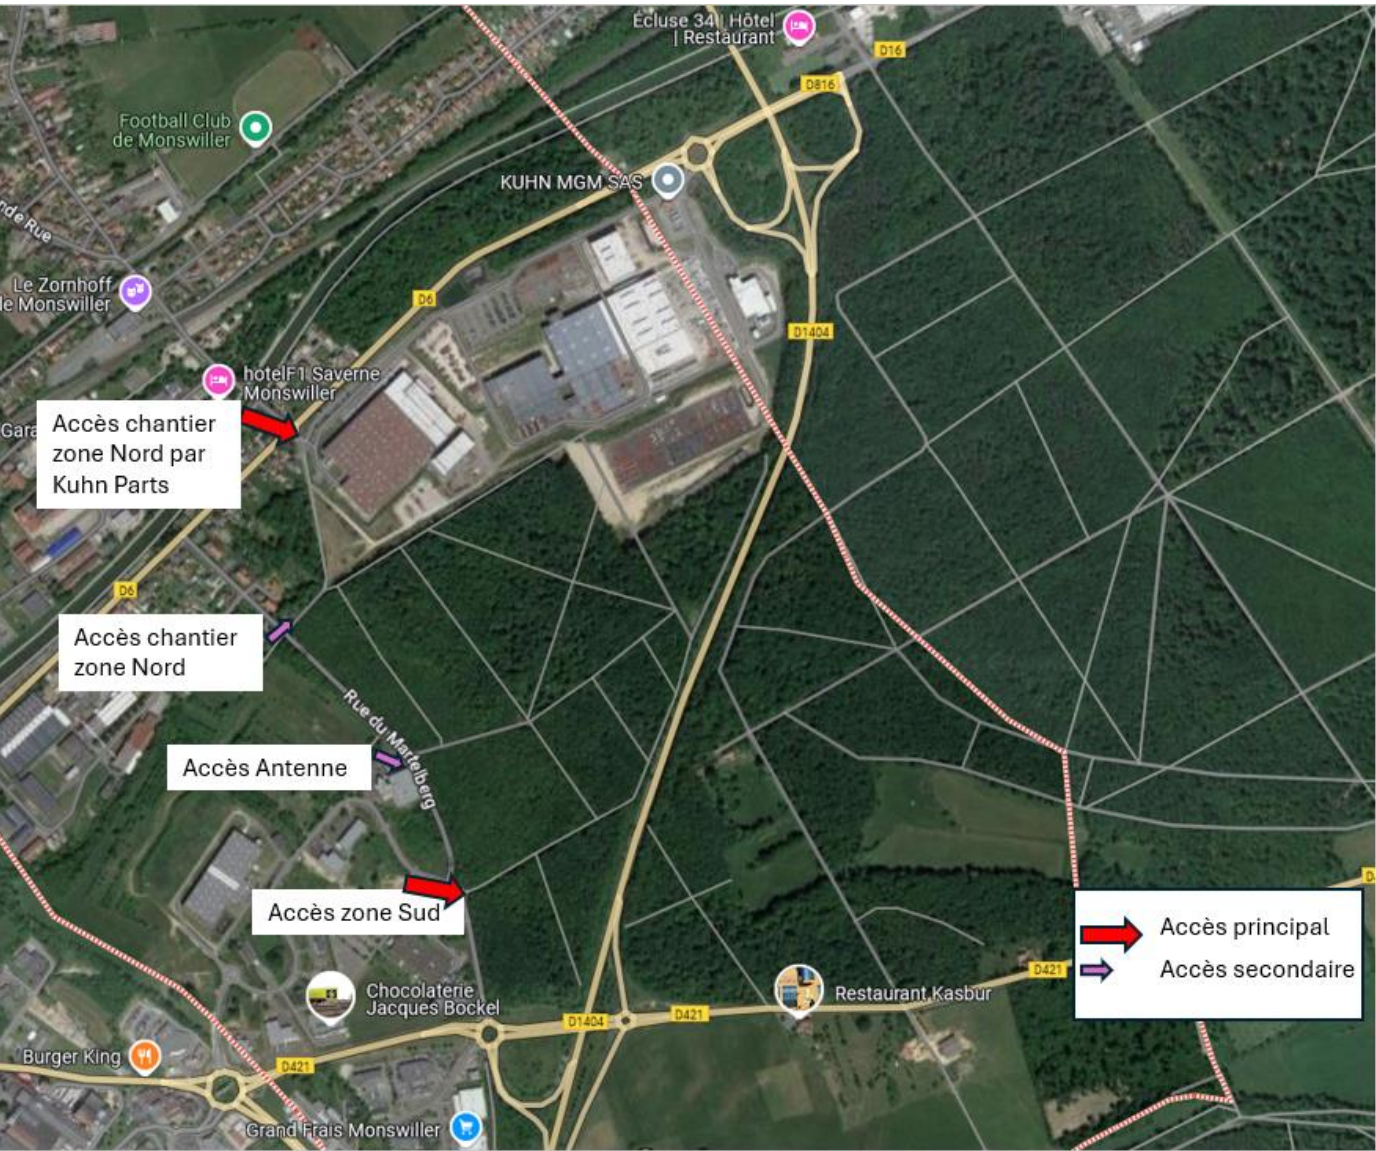 Écluse 34 | Hôtel
| Restaurant
D16
D816
Football Club
de Monswiller
KUHN MGM SAS
nde Rue
Le Zornhoff
le Monswiller
D6
D1404
hotelF1 Saverne
Monswiller
Gara
Accès chantier
zone Nord par
Kuhn Parts
D6
Accès chantier
zone Nord
Rue du Martelberg
Accès Antenne
Accès zone Sud
D
Accès principal
Accès secondaire
D421
Restaurant Kasbur
Chocolaterie
Jacques Bockel
D1404
D421
Burger King
D421
Grand Frais Monswiller